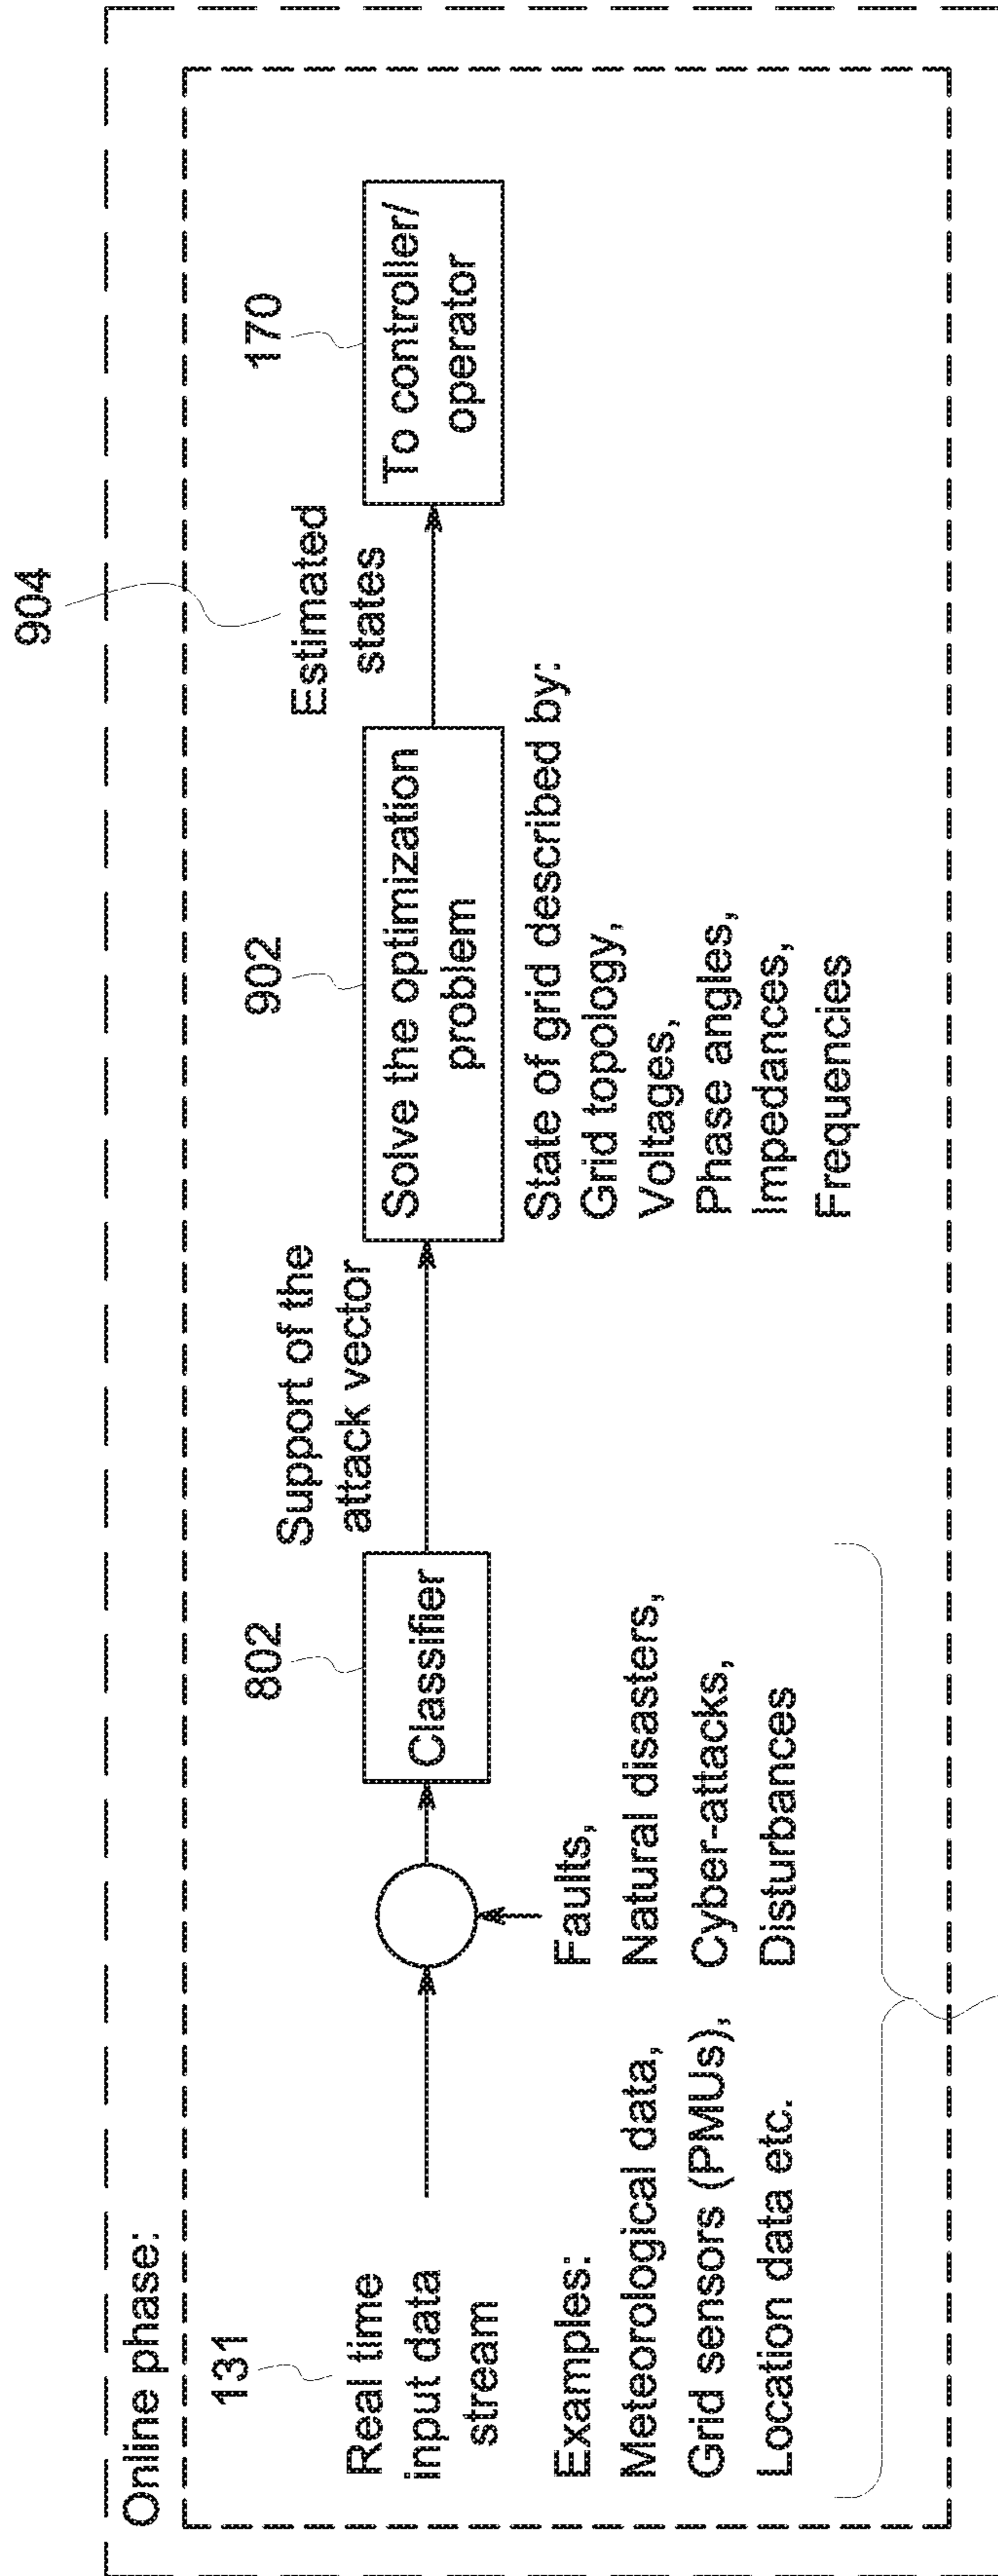 904
Online phase:
131
Real time
input data
stream
Examples:
Meteorological data,
Grid sensors (PMUs),
Location data etc.
Faults,
Natural disasters,
Cyber-attacks,
Disturbances
802
Classifier
Support of the
attack vector
902
Solve the optimization
problem
State of grid described by:
Grid topology,
Voltages,
Phase angles,
Impedances,
Frequencies
Estimated
states
170
To controller/
operator